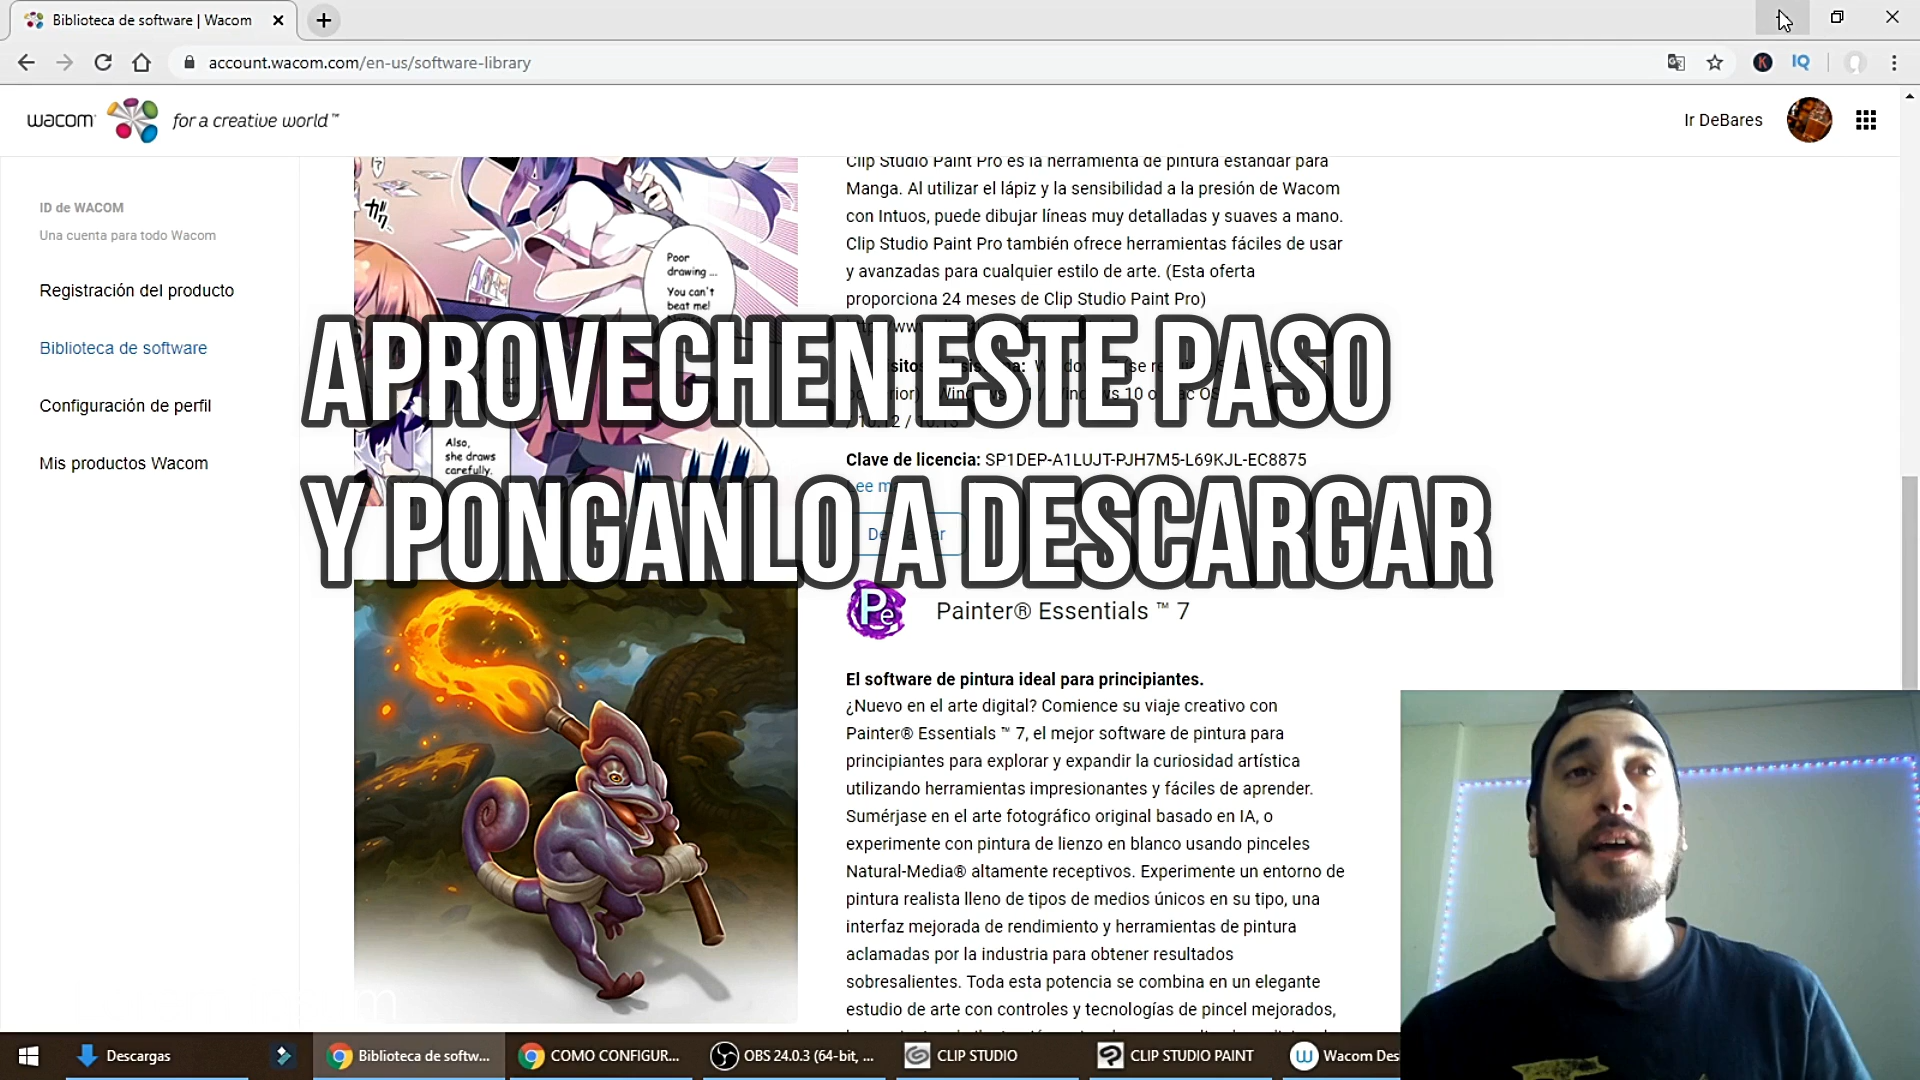 Biblioteca de software | Wacom
account.wacom.com/en-us/software-library
IQ
wacom
for a creative world™
Ir DeBares
ID de WACOM
Una cuenta para todo Wacom
Registración del producto
Biblioteca de software
Configuración de perfil
Mis productos Wacom
Poor
drawing ...
You can't
beat me!
Also,
she draws
carefully.
Clip Studio Paint Pro es la herramienta de pintura estándar para
Manga. Al utilizar el lápiz y la sensibilidad a la presión de Wacom
con Intuos, puede dibujar líneas muy detalladas y suaves a mano.
Clip Studio Paint Pro también ofrece herramientas fáciles de usar
y avanzadas para cualquier estilo de arte. (Esta oferta
proporciona 24 meses de Clip Studio Paint Pro)
APROVECHEN ESTE PASO
/ 10.12 / 10.13
Clave de licencia: SP1DEP-A1LUJT-PJH7M5-L69KJL-EC8875
Y PONGANLO A DESCARGAR
Pe
Painter® Essentials ™ 7
El software de pintura ideal para principiantes.
¿Nuevo en el arte digital? Comience su viaje creativo con
Painter® Essentials ™ 7, el mejor software de pintura para
principiantes para explorar y expandir la curiosidad artística
utilizando herramientas impresionantes y fáciles de aprender.
Sumérjase en el arte fotográfico original basado en IA, o
experimente con pintura de lienzo en blanco usando pinceles
Natural-Media® altamente receptivos. Experimente un entorno de
pintura realista lleno de tipos de medios únicos en su tipo, una
interfaz mejorada de rendimiento y herramientas de pintura
aclamadas por la industria para obtener resultados
sobresalientes. Toda esta potencia se combina en un elegante
estudio de arte con controles y tecnologías de pincel mejorados,
Descargas
Biblioteca de softw...
COMO CONFIGUR...
OBS 24.0.3 (64-bit, ...
CLIP STUDIO
CLIP STUDIO PAINT
Wacom Des